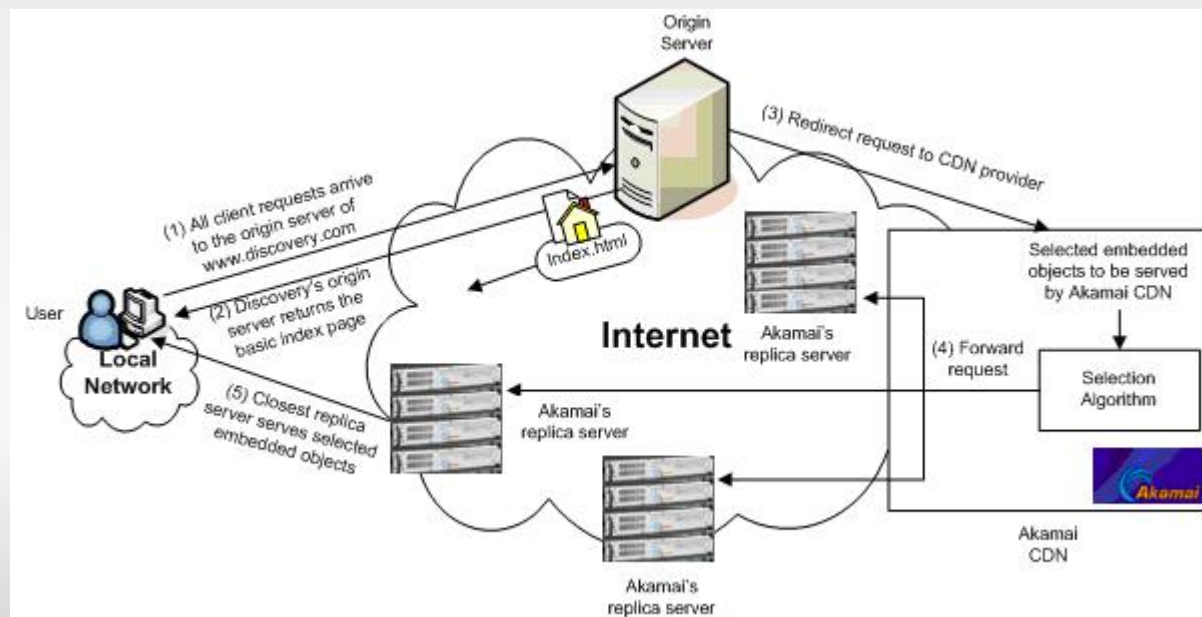 Origin
Server
(3) Redirect request to CDN provider
(1) All client requests arrive
to the origin server of
www.discovery.com
Index.html
(2) Discovery's origin
server returns the
basic index page
User
Local
Network
Internet
Akamai's
replica server
Selected embedded
objects to be served
by Akamai CDN
(4) Forward
request
Selection
Algorithm
(5) Closest replica
server serves selected
embedded objects
Akamai's
replica server
Akamai
Akamai
CDN
Akamai's
replica server